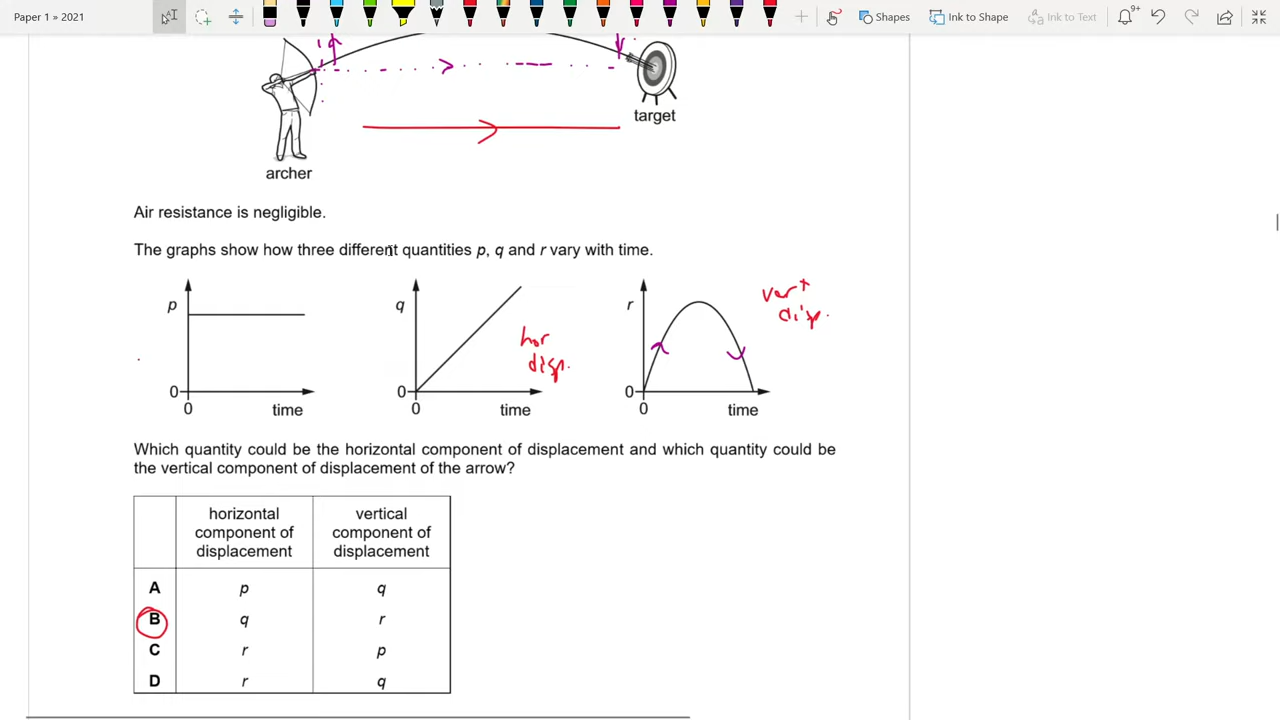 Paper 1 » 2021
Shapes
Ink to Shape
Ink to Text
9+
target
archer
Air resistance is negligible.
The graphs show how three different quantities p, q and r vary with time.
p
0
0
time
q
hor
disp.
0
0
time
r
vert
disp.
0
0
time
Which quantity could be the horizontal component of displacement and which quantity could be
the vertical component of displacement of the arrow?
horizontal
component of
displacement
vertical
component of
displacement
A p q
B q r
C r p
D r q